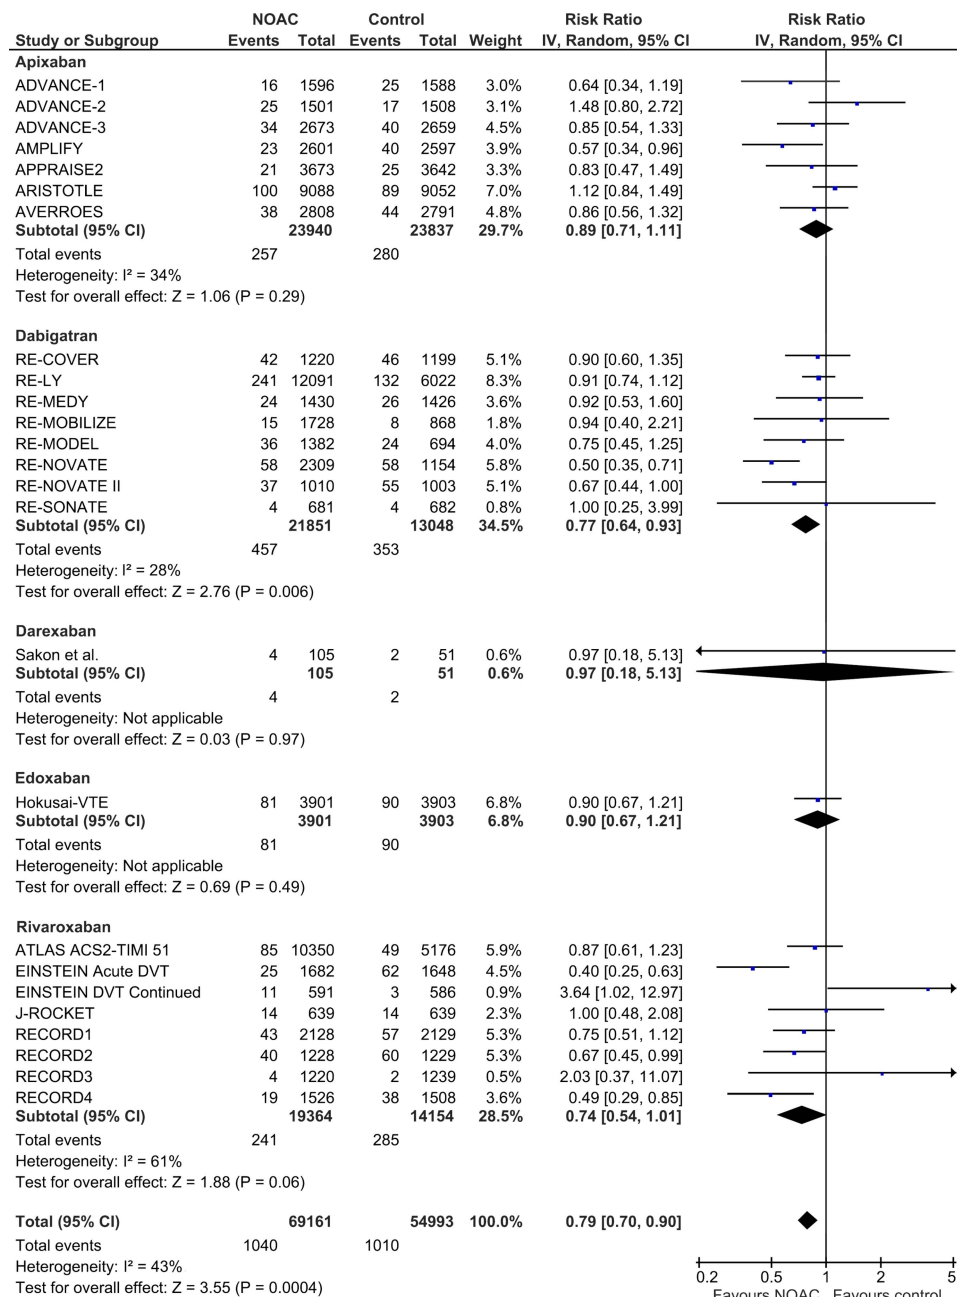 NOAC Control Risk Ratio Risk Ratio
Study or Subgroup Events Total Events Total Weight IV, Random, 95% CI IV, Random, 95% CI
Apixaban
ADVANCE-1 16 1596 25 1588 3.0% 0.64 [0.34, 1.19]
ADVANCE-2 25 1501 17 1508 3.1% 1.48 [0.80, 2.72]
ADVANCE-3 34 2673 40 2659 4.5% 0.85 [0.54, 1.33]
AMPLIFY 23 2601 40 2597 3.9% 0.57 [0.34, 0.96]
APPRAISE2 21 3673 25 3642 3.3% 0.83 [0.47, 1.49]
ARISTOTLE 100 9088 89 9052 7.0% 1.12 [0.84, 1.49]
AVERROES 38 2808 44 2791 4.8% 0.86 [0.56, 1.32]
Subtotal (95% CI) 23940 23837 29.7% 0.89 [0.71, 1.11]
Total events 257 280
Heterogeneity: I² = 34%
Test for overall effect: Z = 1.06 (P = 0.29)
Dabigatran
RE-COVER 42 1220 46 1199 5.1% 0.90 [0.60, 1.35]
RE-LY 241 12091 132 6022 8.3% 0.91 [0.74, 1.12]
RE-MEDY 24 1430 26 1426 3.6% 0.92 [0.53, 1.60]
RE-MOBILIZE 15 1728 8 868 1.8% 0.94 [0.40, 2.21]
RE-MODEL 36 1382 24 694 4.0% 0.75 [0.45, 1.25]
RE-NOVATE 58 2309 58 1154 5.8% 0.50 [0.35, 0.71]
RE-NOVATE II 37 1010 55 1003 5.1% 0.67 [0.44, 1.00]
RE-SONATE 4 681 4 682 0.8% 1.00 [0.25, 3.99]
Subtotal (95% CI) 21851 13048 34.5% 0.77 [0.64, 0.93]
Total events 457 353
Heterogeneity: I² = 28%
Test for overall effect: Z = 2.76 (P = 0.006)
Darexaban
Sakon et al. 4 105 2 51 0.6% 0.97 [0.18, 5.13]
Subtotal (95% CI) 105 51 0.6% 0.97 [0.18, 5.13]
Total events 4 2
Heterogeneity: Not applicable
Test for overall effect: Z = 0.03 (P = 0.97)
Edoxaban
Hokusai-VTE 81 3901 90 3903 6.8% 0.90 [0.67, 1.21]
Subtotal (95% CI) 3901 3903 6.8% 0.90 [0.67, 1.21]
Total events 81 90
Heterogeneity: Not applicable
Test for overall effect: Z = 0.69 (P = 0.49)
Rivaroxaban
ATLAS ACS2-TIMI 51 85 10350 49 5176 5.9% 0.87 [0.61, 1.23]
EINSTEIN Acute DVT 25 1682 62 1648 4.5% 0.40 [0.25, 0.63]
EINSTEIN DVT Continued 11 591 3 586 0.9% 3.64 [1.02, 12.97]
J-ROCKET 14 639 14 639 2.3% 1.00 [0.48, 2.08]
RECORD1 43 2128 57 2129 5.3% 0.75 [0.51, 1.12]
RECORD2 40 1228 60 1229 5.3% 0.67 [0.45, 0.99]
RECORD3 4 1220 2 1239 0.5% 2.03 [0.37, 11.07]
RECORD4 19 1526 38 1508 3.6% 0.49 [0.29, 0.85]
Subtotal (95% CI) 19364 14154 28.5% 0.74 [0.54, 1.01]
Total events 241 285
Heterogeneity: I² = 61%
Test for overall effect: Z = 1.88 (P = 0.06)
Total (95% CI) 69161 54993 100.0% 0.79 [0.70, 0.90]
Total events 1040 1010
Heterogeneity: I² = 43%
Test for overall effect: Z = 3.55 (P = 0.0004)
0.2 0.5 1 2 5
Favours NOAC Favours control